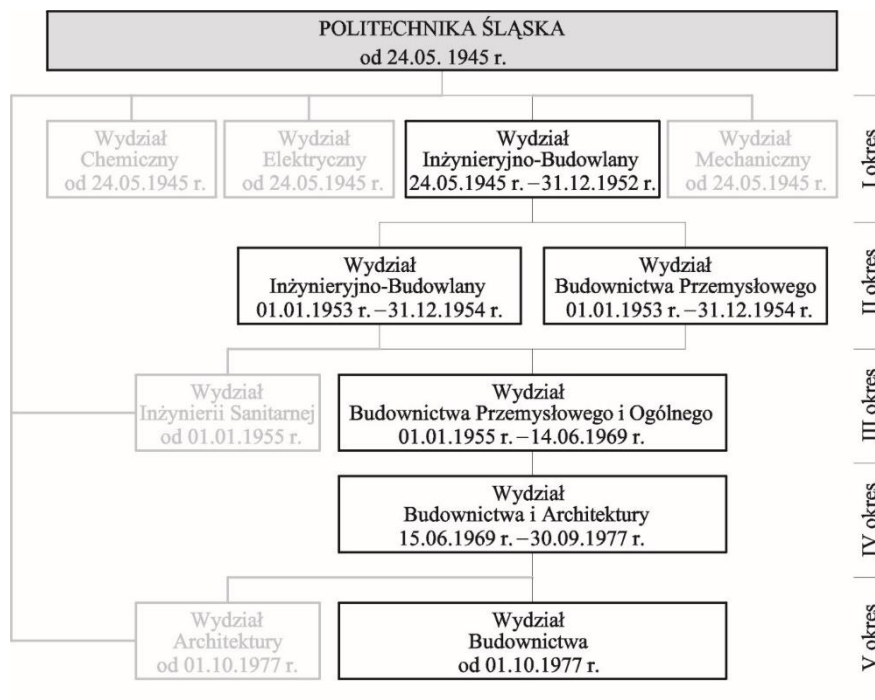 POLITECHNIKA ŚLĄSKA
od 24.05. 1945 r.
Wydział
Chemiczny
od 24.05.1945 r.
Wydział
Elektryczny
od 24.05.1945 r.
Wydział
Inżynieryjno-Budowlany
24.05.1945 r. – 31.12.1952 r.
Wydział
Mechaniczny
od 24.05.1945 r.
I okres
Wydział
Inżynieryjno-Budowlany
01.01.1953 r. – 31.12.1954 r.
Wydział
Budownictwa Przemysłowego
01.01.1953 r. – 31.12.1954 r.
II okres
Wydział
Inżynierii Sanitarnej
od 01.01.1955 r.
Wydział
Budownictwa Przemysłowego i Ogólnego
01.01.1955 r. – 14.06.1969 r.
III okres
Wydział
Budownictwa i Architektury
15.06.1969 r. – 30.09.1977 r.
IV okres
Wydział
Architektury
od 01.10.1977 r.
Wydział
Budownictwa
od 01.10.1977 r.
V okres